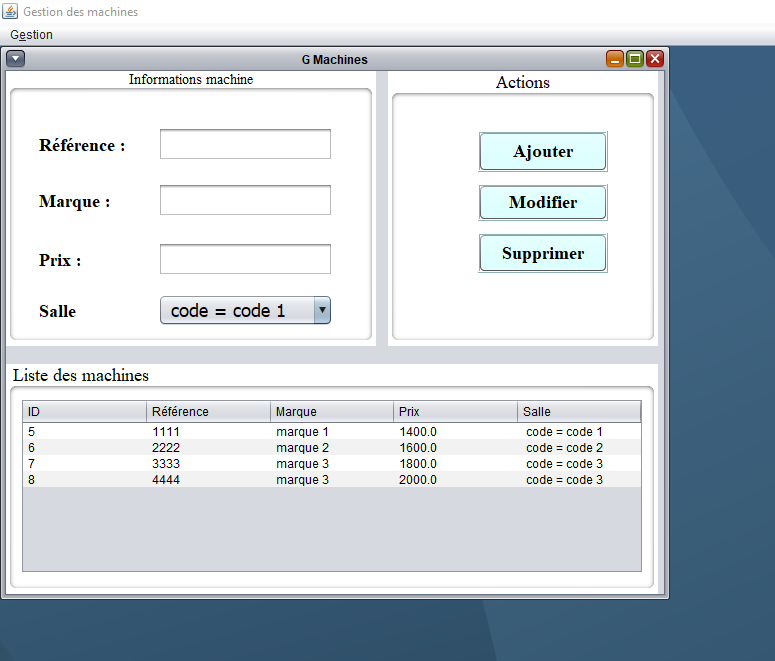 Gestion des machines
Gestion
G Machines
Informations machine
Référence :
Marque :
Prix :
Salle
code = code 1
Actions
Ajouter
Modifier
Supprimer
Liste des machines
ID Référence Marque Prix Salle
5 1111 marque 1 1400.0 code = code 1
6 2222 marque 2 1600.0 code = code 2
7 3333 marque 3 1800.0 code = code 3
8 4444 marque 3 2000.0 code = code 3